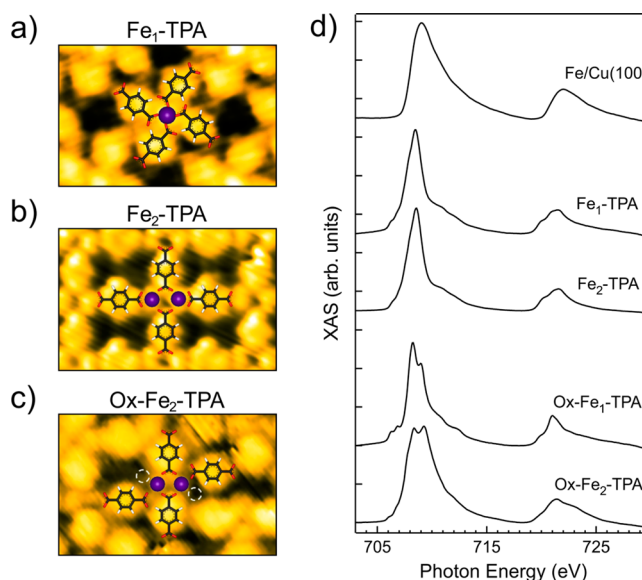 a)
Fe₁-TPA
b)
Fe₂-TPA
c)
Ox-Fe₂-TPA
d)
XAS (arb. units)
Fe/Cu(100
Fe₁-TPA
Fe₂-TPA
Ox-Fe₁-TPA
Ox-Fe₂-TPA
705 715 725
Photon Energy (eV)